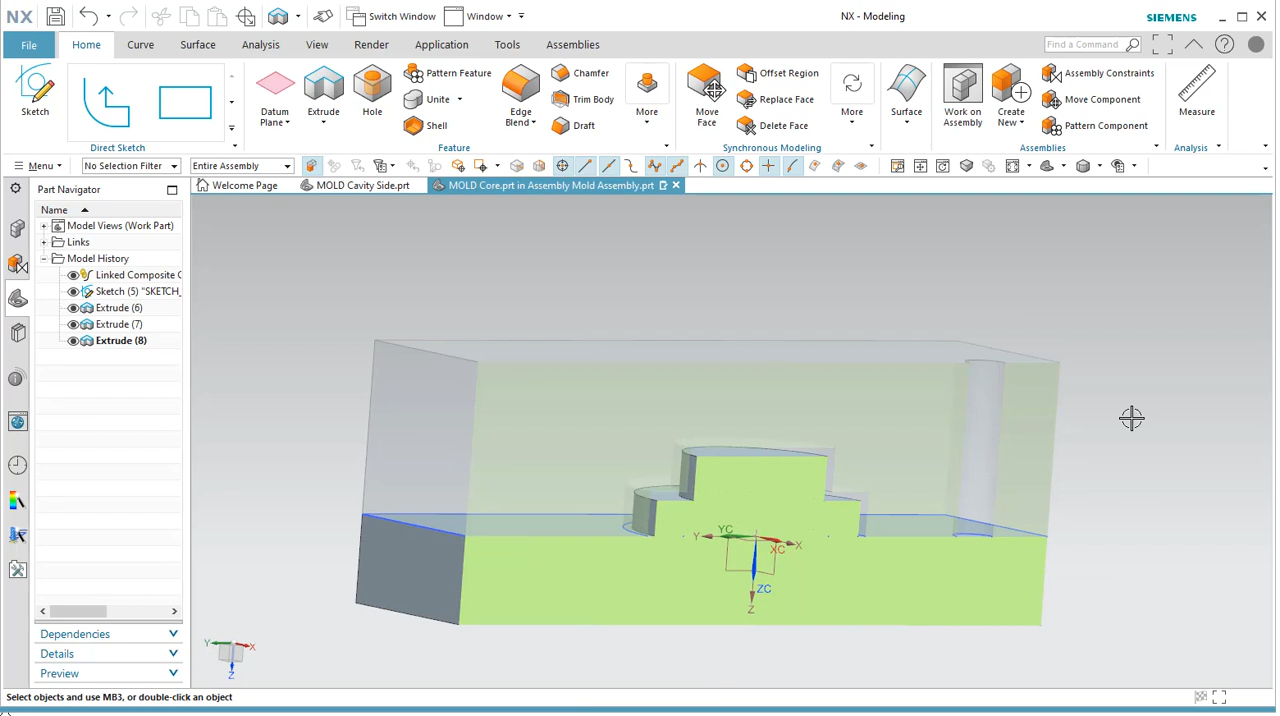 NX
Switch Window
Window
NX - Modeling
SIEMENS
File
Home
Curve
Surface
Analysis
View
Render
Application
Tools
Assemblies
Find a Command
Sketch
Direct Sketch
Datum Plane
Extrude
Hole
Pattern Feature
Unite
Shell
Edge Blend
Chamfer
Trim Body
Draft
More
Feature
Move Face
Offset Region
Replace Face
Delete Face
More
Synchronous Modeling
Surface
Work on Assembly
Create New
Assembly Constraints
Move Component
Pattern Component
Assemblies
Measure
Analysis
Menu
No Selection Filter
Entire Assembly
Part Navigator
Welcome Page
MOLD Cavity Side.prt
MOLD Core.prt in Assembly Mold Assembly.prt
Name
Model Views (Work Part)
Links
Model History
Linked Composite C
Sketch (5) "SKETCH_
Extrude (6)
Extrude (7)
Extrude (8)
YC
Y
XC
X
ZC
Z
Y
X
Z
Dependencies
Details
Preview
Select objects and use MB3, or double-click an object